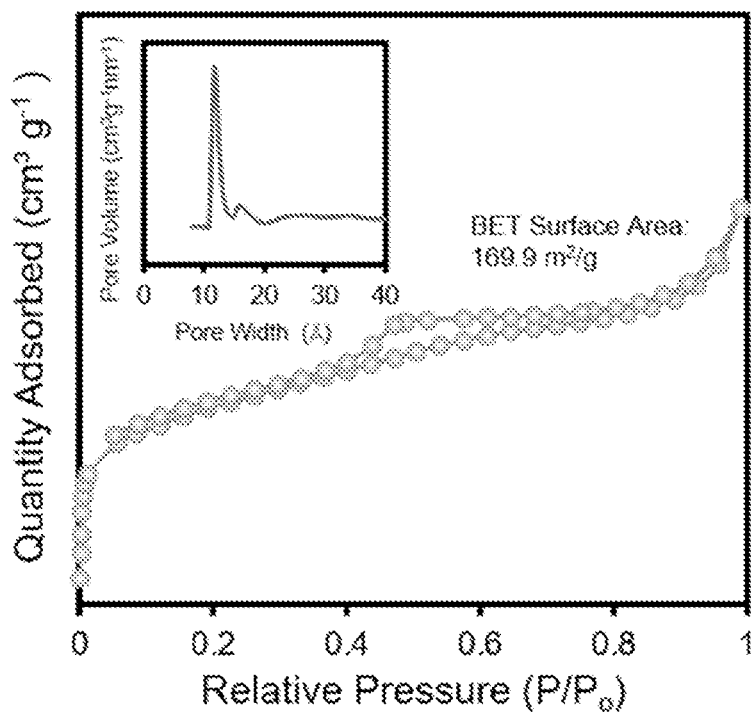 Quantity Adsorbed (cm³ g⁻¹)
Pore Volume (cm³g⁻¹nm⁻¹)
0 10 20 30 40
Pore Width (Å)
BET Surface Area:
169.9 m²/g
0 0.2 0.4 0.6 0.8 1
Relative Pressure (P/Pₒ)